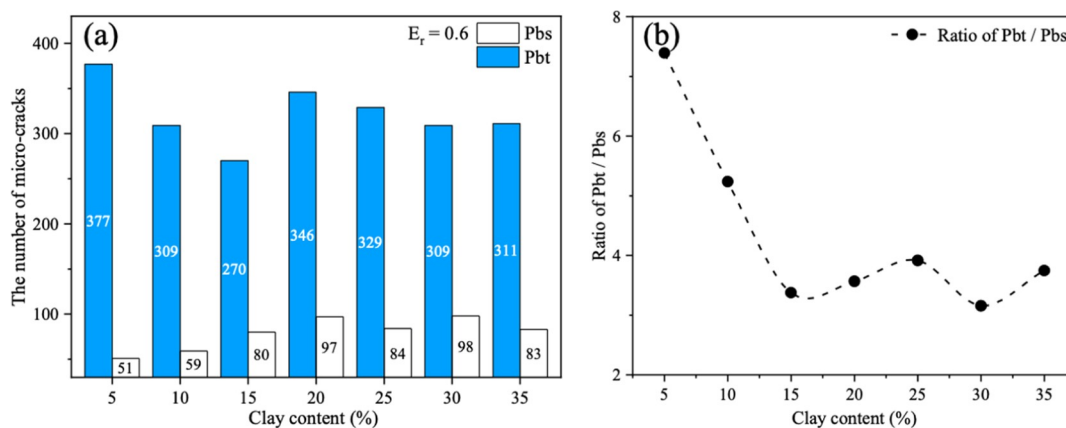 (a)
E_r = 0.6
Pbs
Pbt
The number of micro-cracks
400
300
200
100
377
51
309
59
270
80
346
97
329
84
309
98
311
83
5 10 15 20 25 30 35
Clay content (%)
(b)
Ratio of Pbt / Pbs
Ratio of Pbt / Pbs
8
6
4
2
5 10 15 20 25 30 35
Clay content (%)